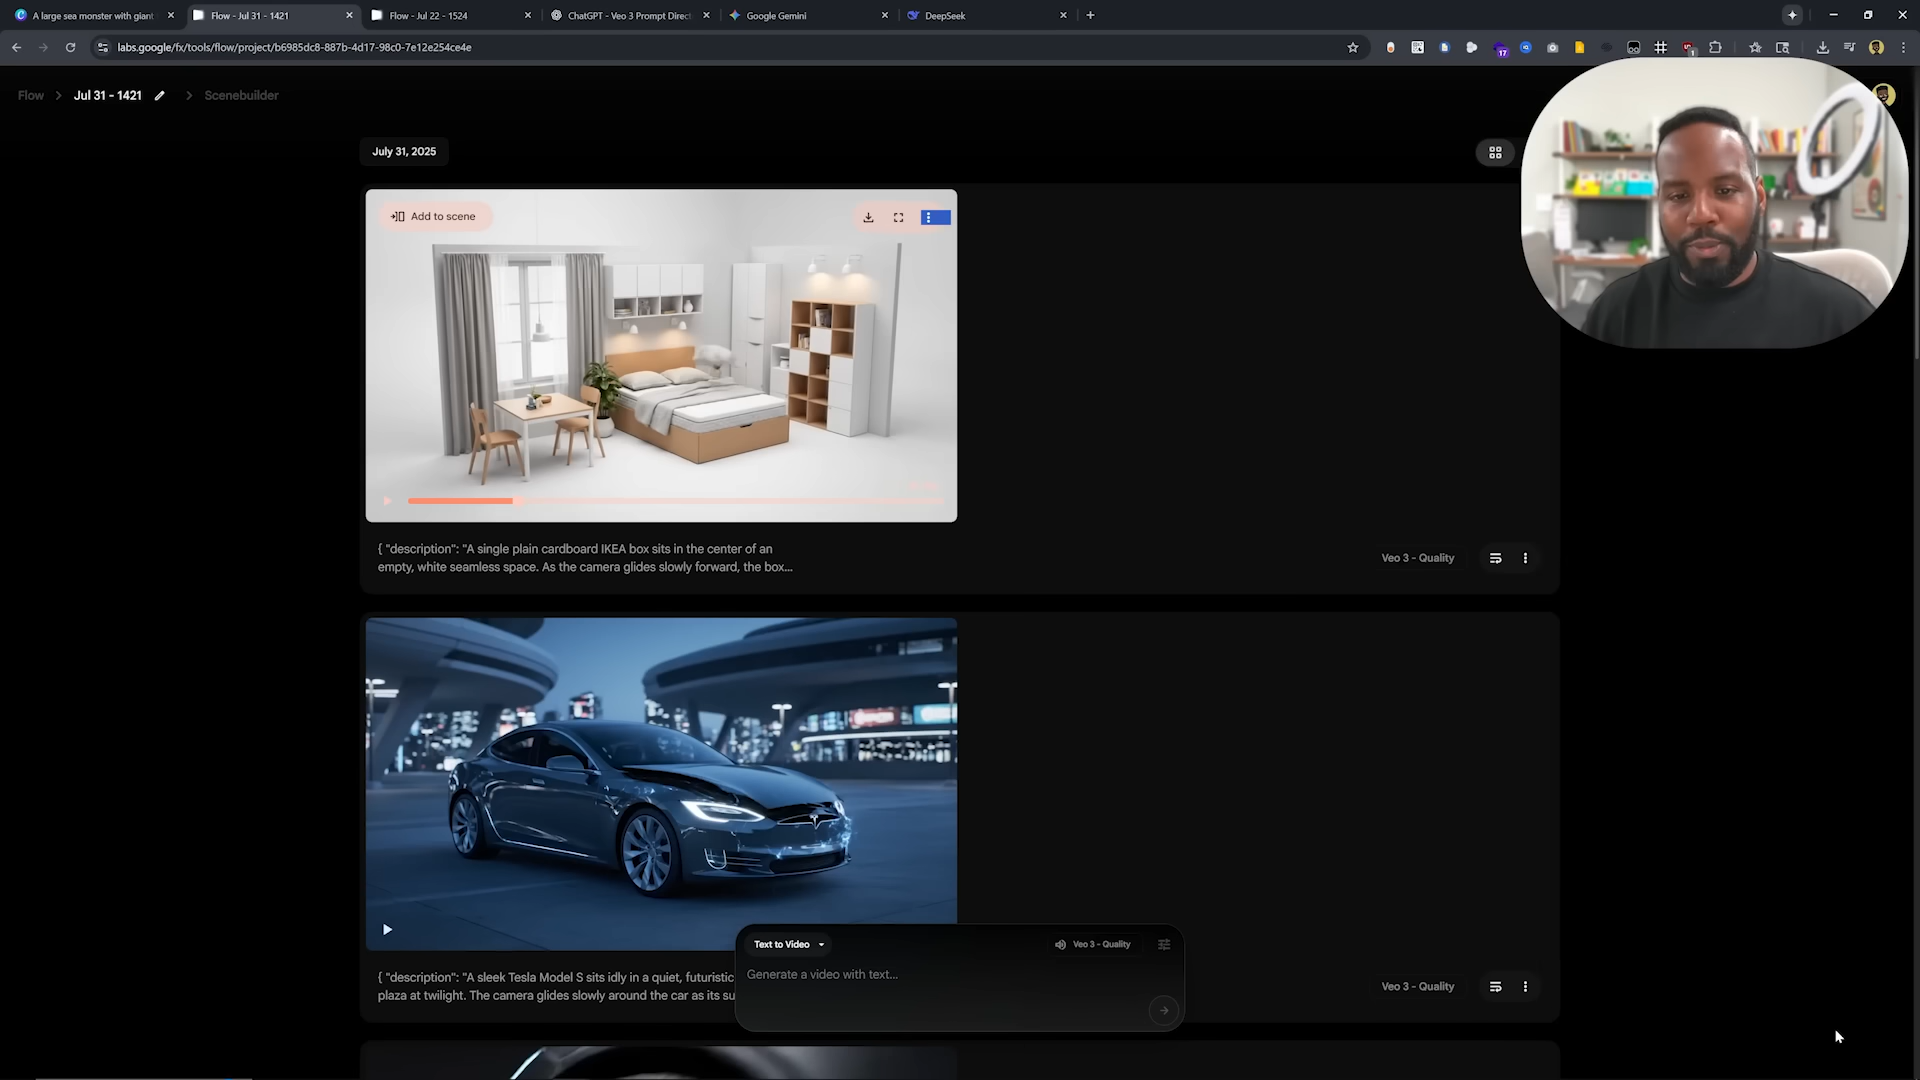 A large sea monster with giant
Flow - Jul 31 - 1421
Flow - Jul 22 - 1524
ChatGPT - Veo 3 Prompt Direct
Google Gemini
DeepSeek
labs.google/fx/tools/flow/project/b6985dc8-887b-4d17-98c0-7e12e254ce4e
17
1
Flow > Jul 31 - 1421 > Scenebuilder
July 31, 2025
Add to scene
{ "description": "A single plain cardboard IKEA box sits in the center of an
empty, white seamless space. As the camera glides slowly forward, the box...
Veo 3 - Quality
{ "description": "A sleek Tesla Model S sits idly in a quiet, futuristic
plaza at twilight. The camera glides slowly around the car as its su
Veo 3 - Quality
Text to Video
Veo 3 - Quality
Generate a video with text...